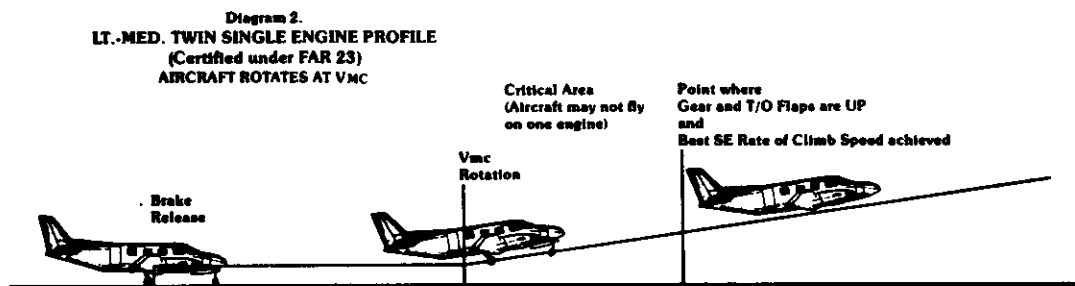 Diagram 2.
LT.-MED. TWIN SINGLE ENGINE PROFILE
(Certified under FAR 23)
AIRCRAFT ROTATES AT VMC
Brake
Release
Vmc
Rotation
Critical Area
(Aircraft may not fly
on one engine)
Point where
Gear and T/O Flaps are UP
and
Best SE Rate of Climb Speed achieved